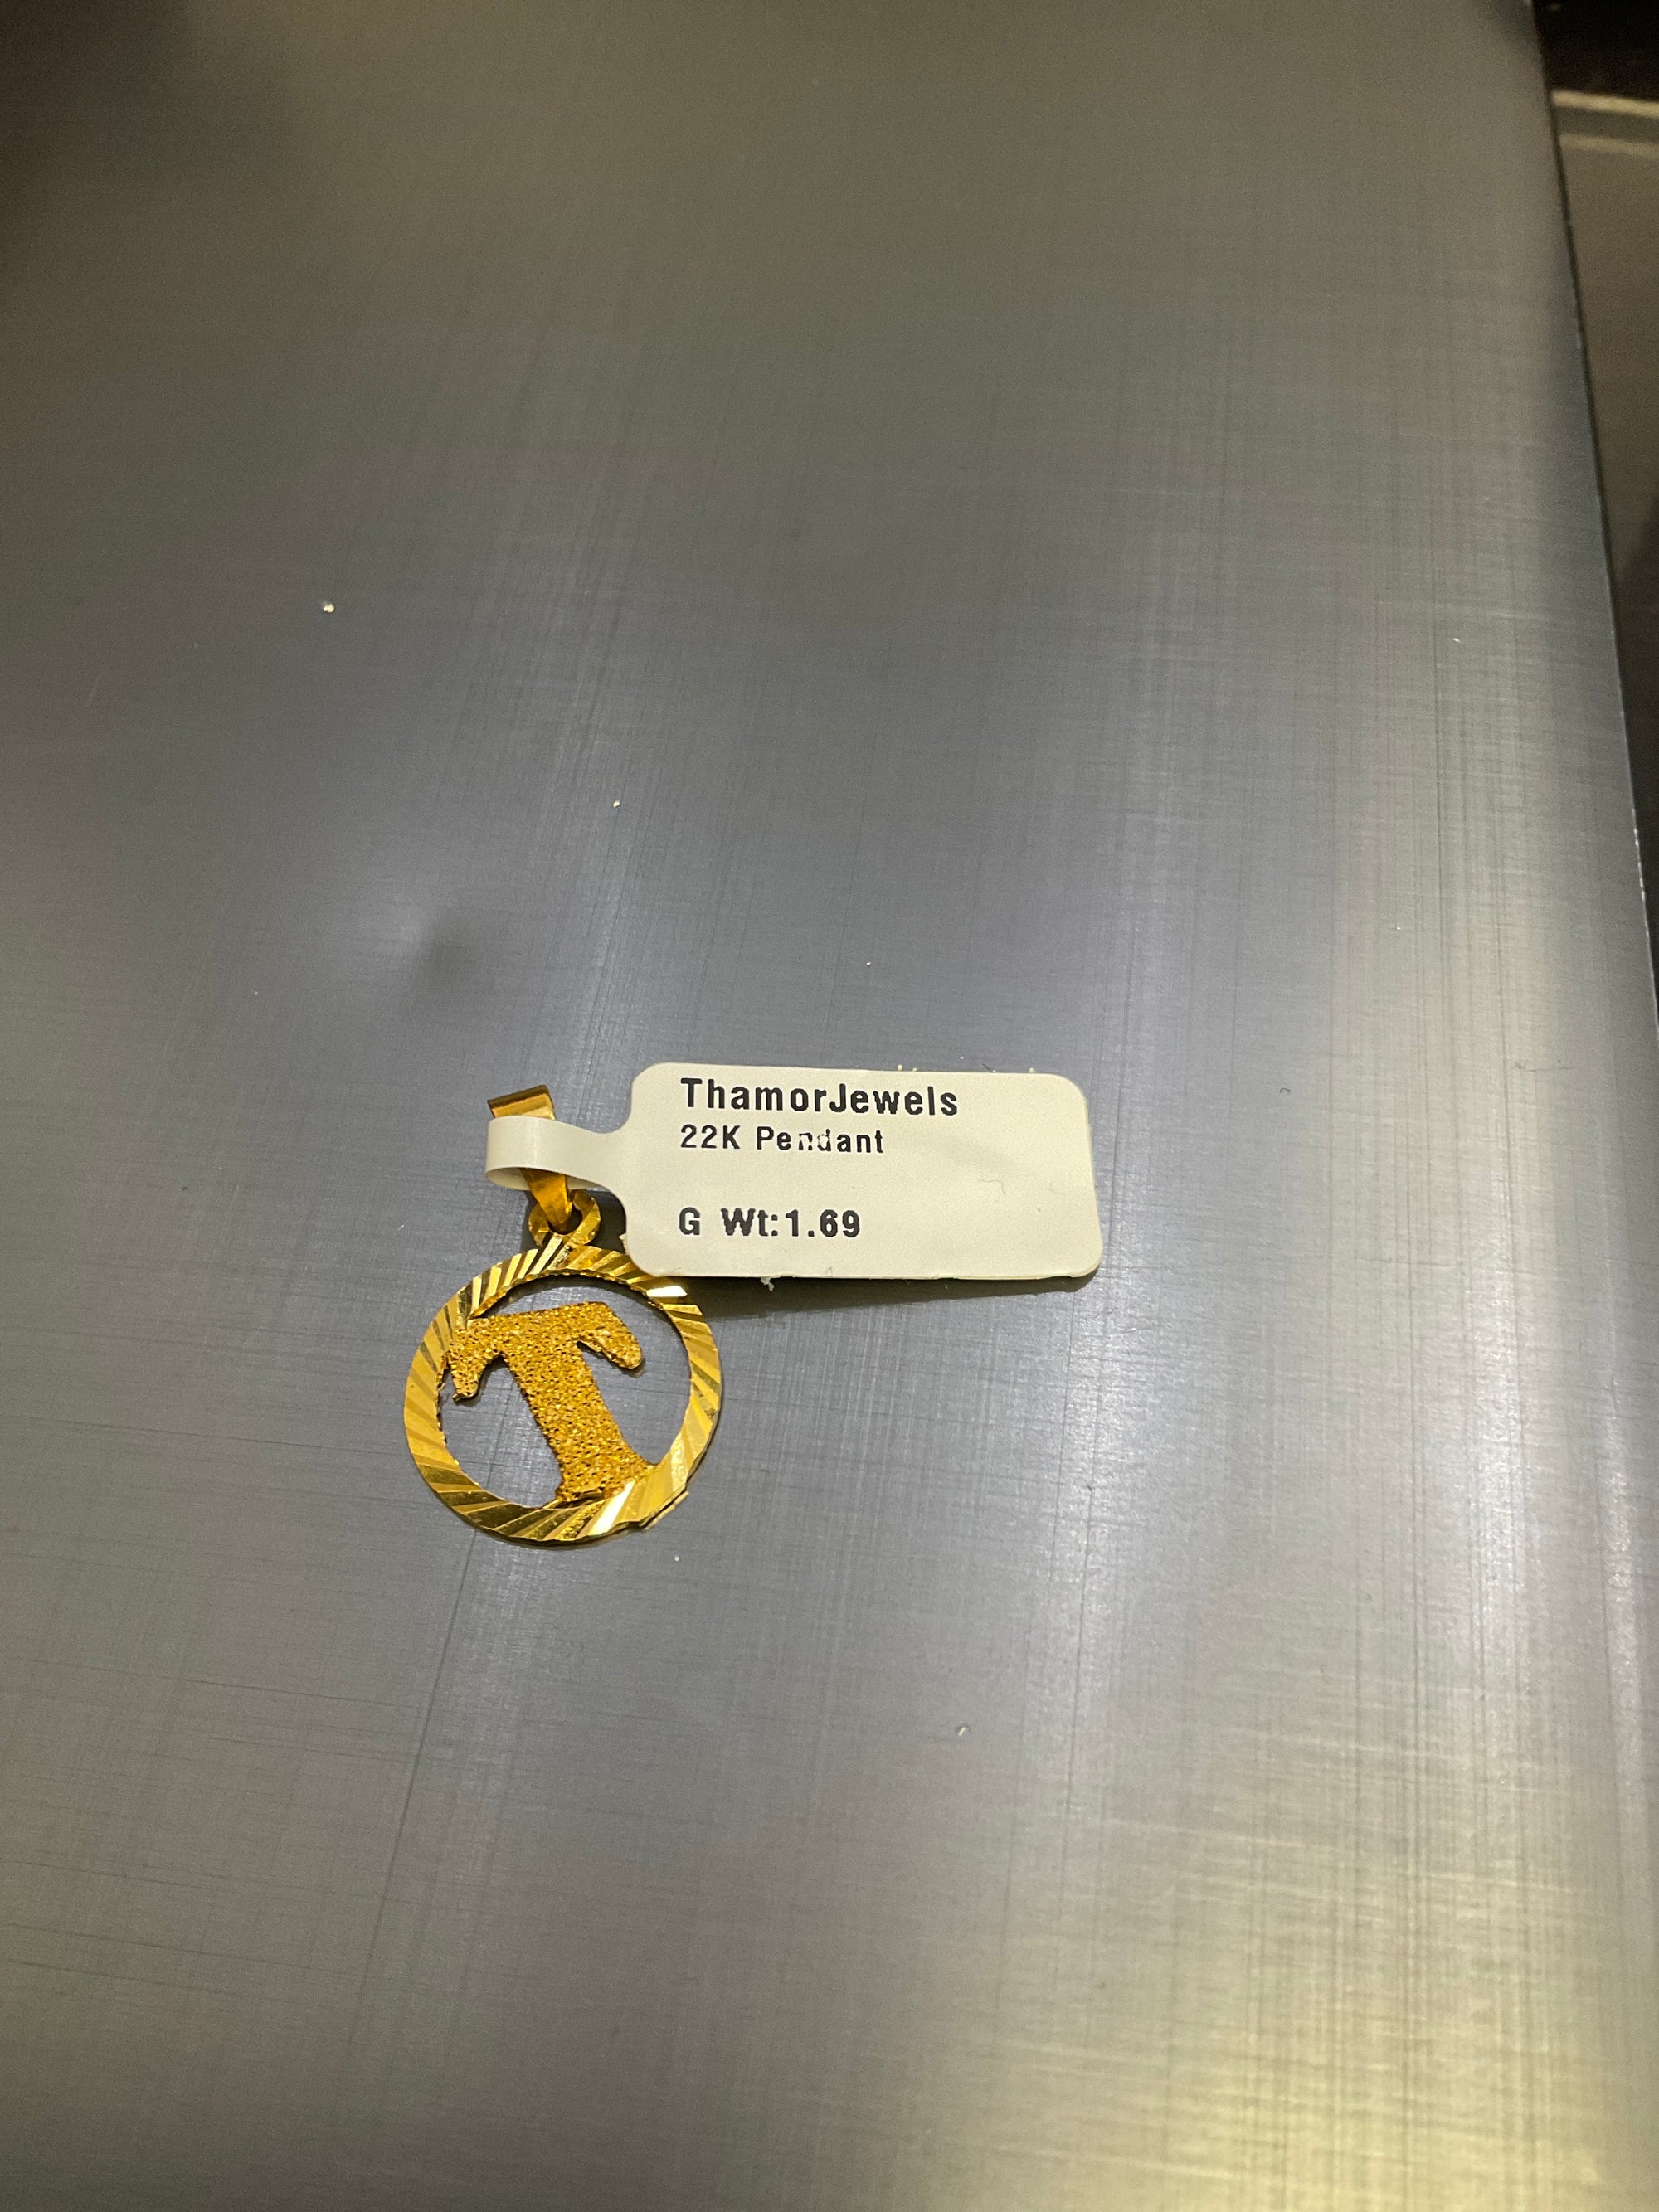 ThamorJewels
22K Pendant
G Wt:1.69
T